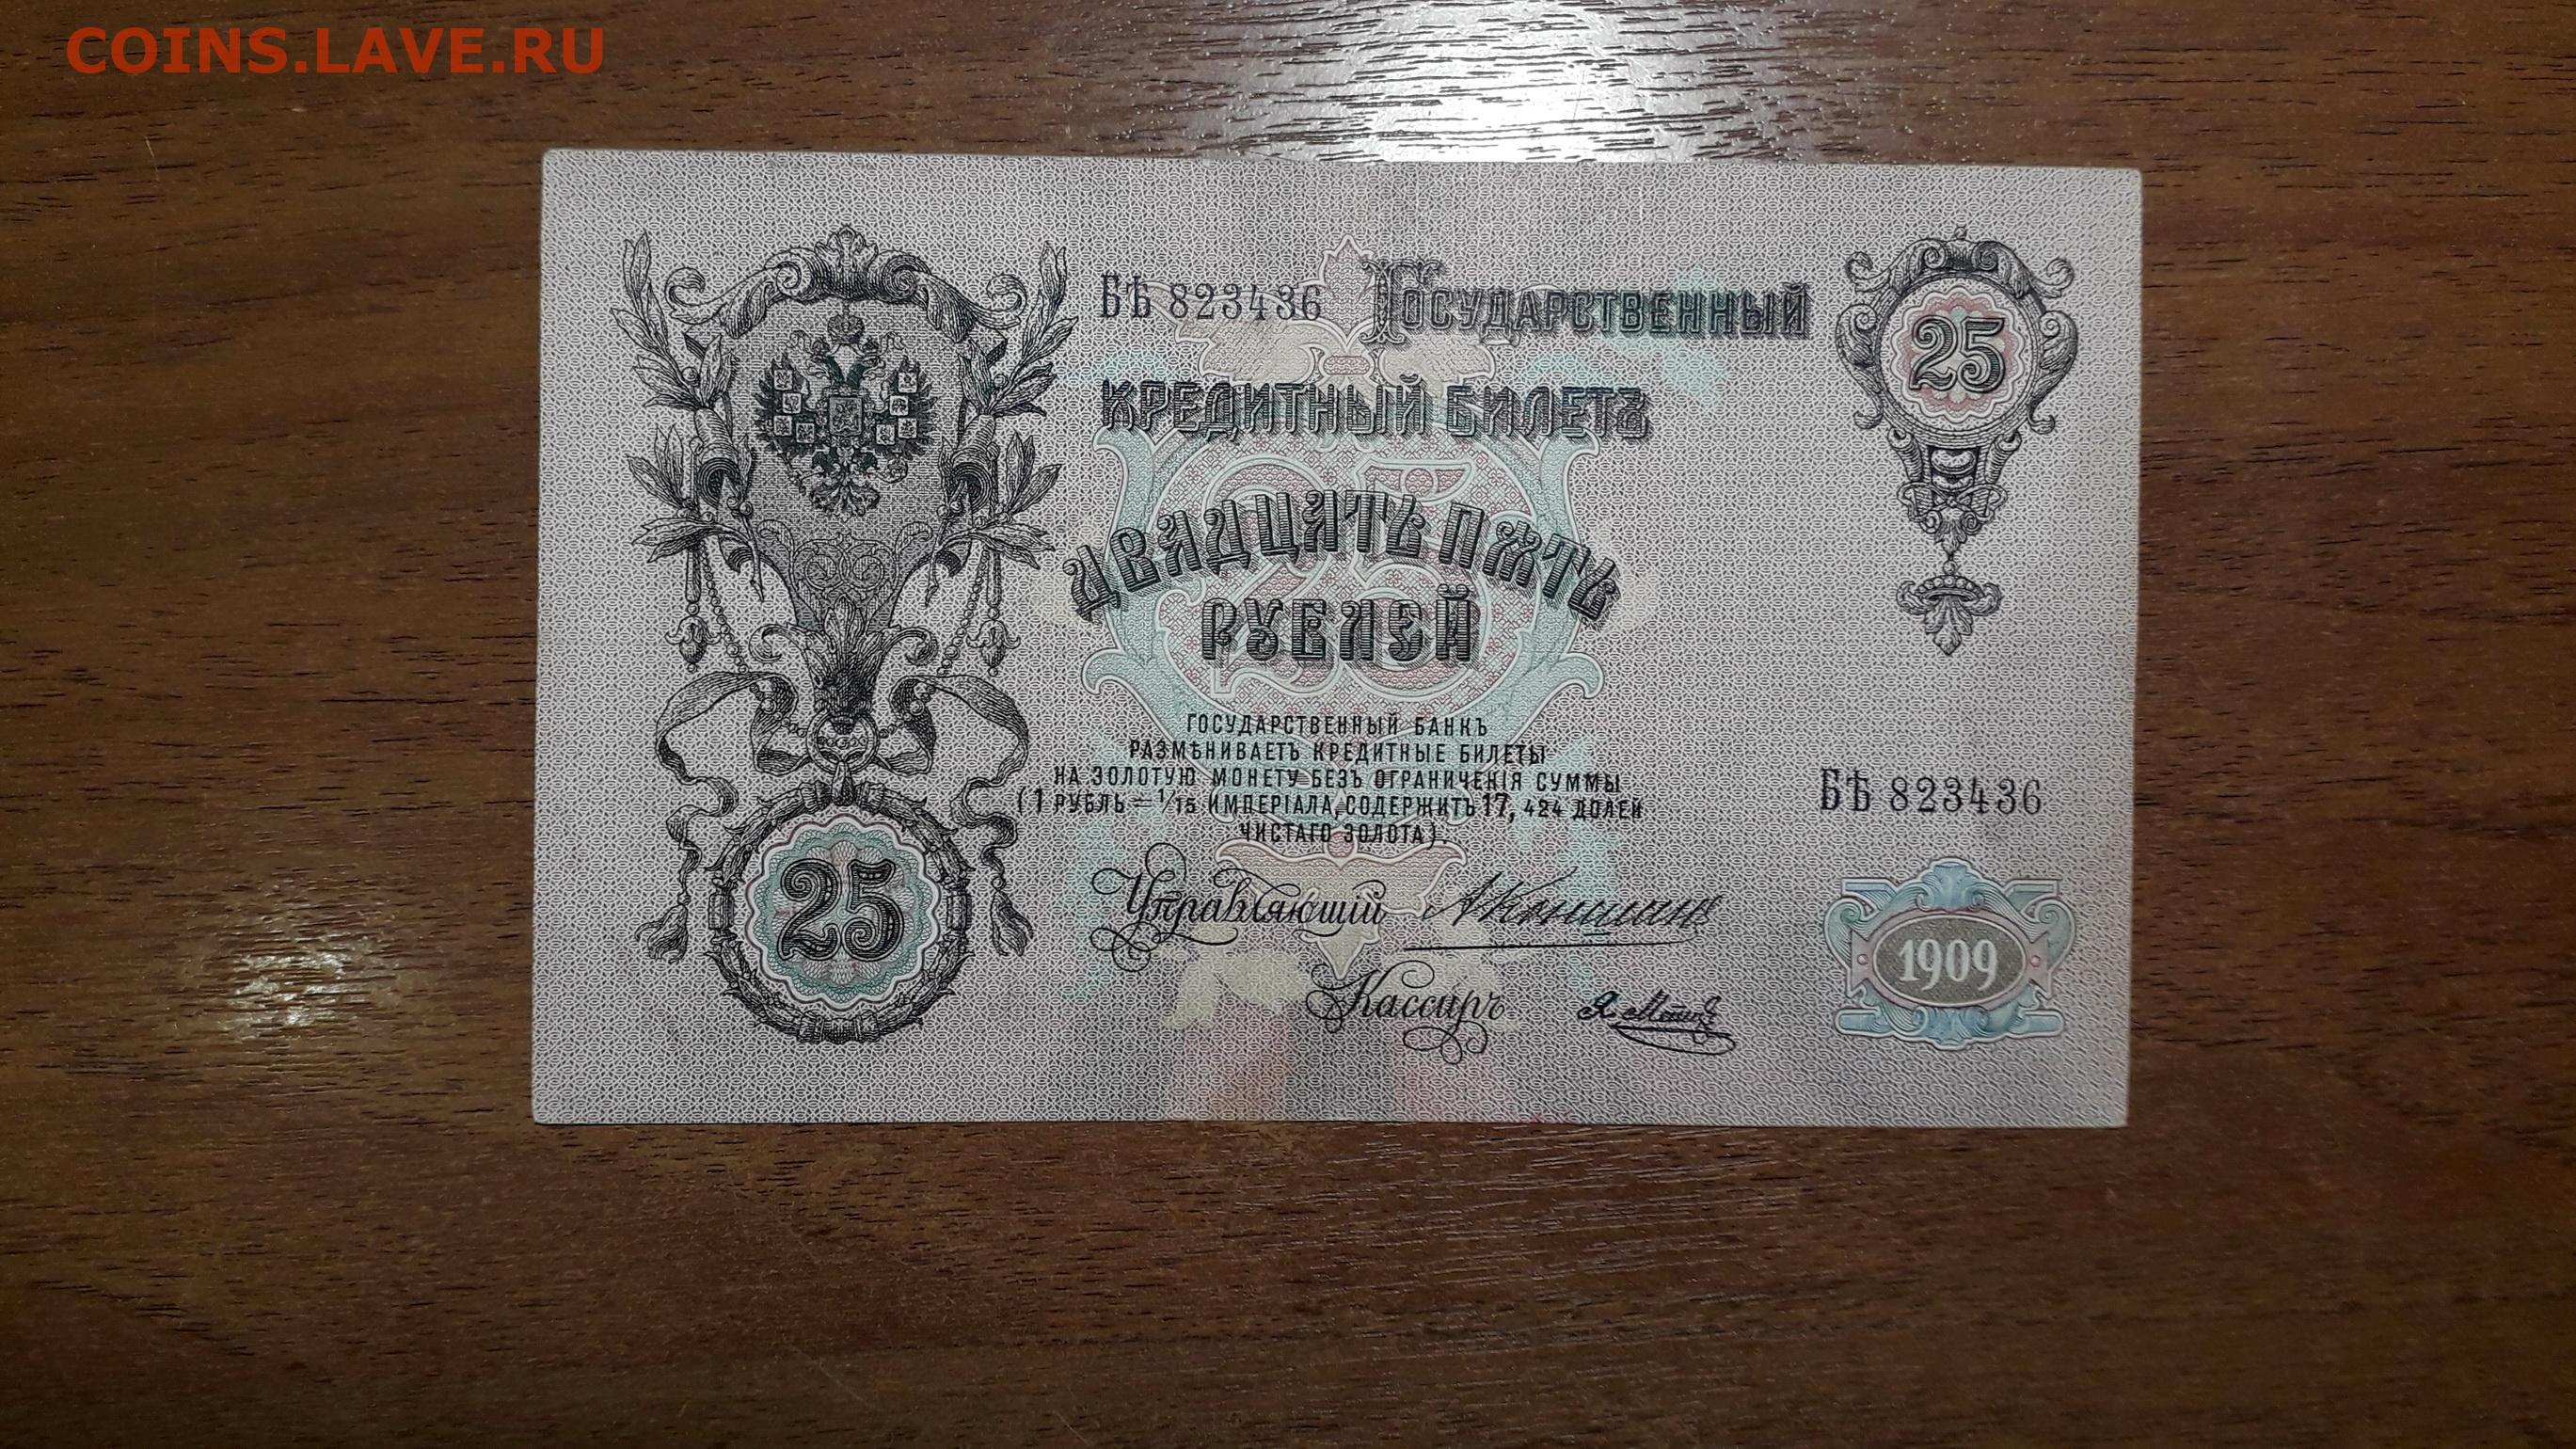 COINS.LAVE.RU
БѢ 823436 ГОСУДАРСТВЕННЫЙ
КРЕДИТНЫЙ БИЛЕТЪ
25
ДВАДЦАТЬ ПЯТЬ
РУБЛЕЙ
25
ГОСУДАРСТВЕННЫЙ БАНКЪ
РАЗМѢНИВАЕТЪ КРЕДИТНЫЕ БИЛЕТЫ
НА ЗОЛОТУЮ МОНЕТУ БЕЗЪ ОГРАНИЧЕНІЯ СУММЫ
(1 РУБЛЬ = 1/15 ИМПЕРІАЛА, СОДЕРЖИТЪ 17, 424 ДОЛЕЙ
ЧИСТАГО ЗОЛОТА).
БѢ 823436
25
Управляющій АКоншинъ
Кассиръ
1909